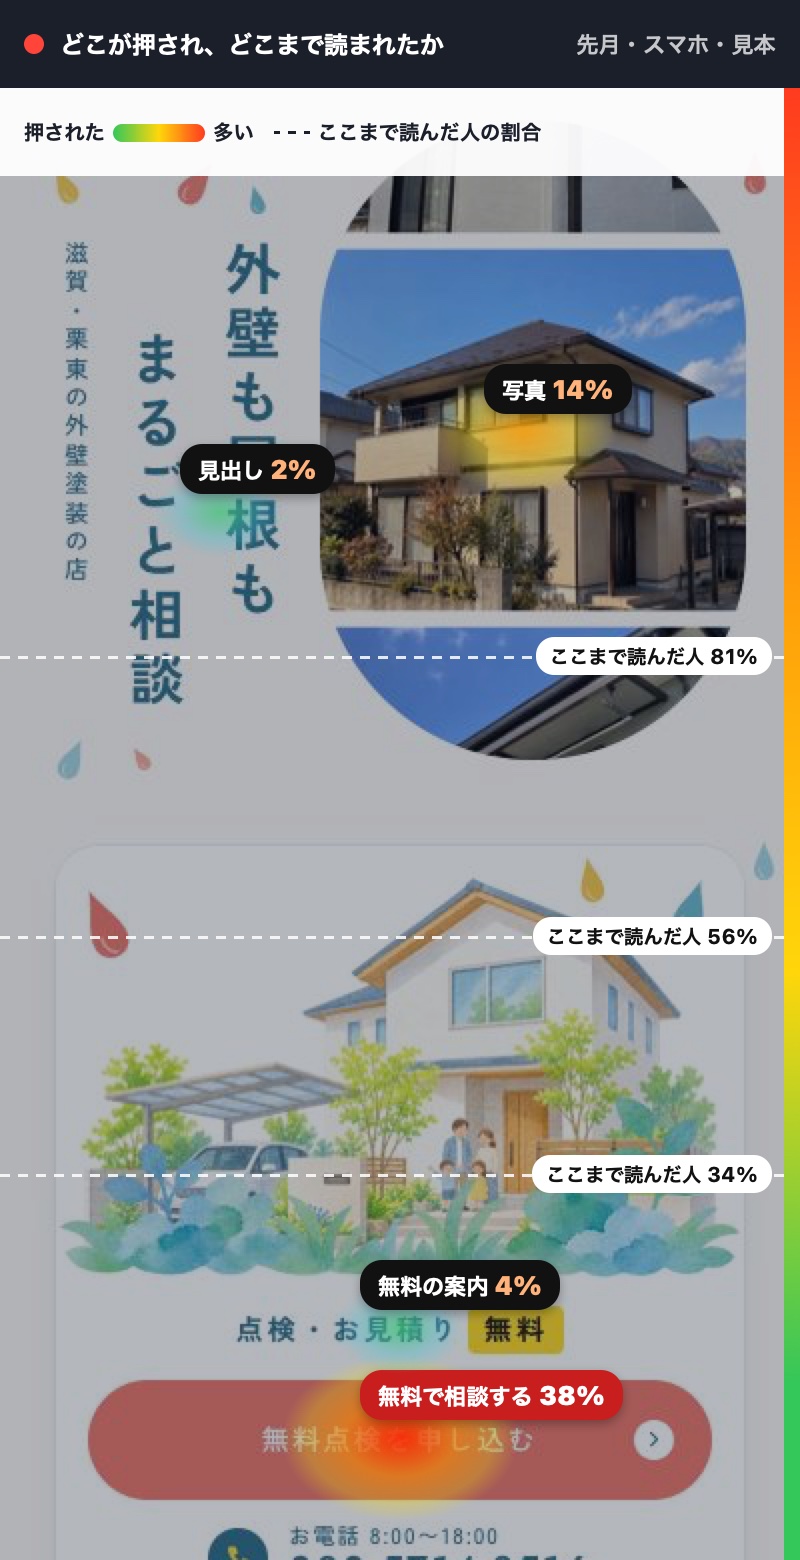 どこが押され、どこまで読まれたか
先月・スマホ・見本
押された 多い --- ここまで読んだ人の割合
外壁も屋根も
まるごと相談
滋賀・栗東の外壁塗装の店
写真 14%
見出し 2%
ここまで読んだ人 81%
ここまで読んだ人 56%
ここまで読んだ人 34%
無料の案内 4%
点検・お見積り 無料
無料で相談する 38%
無料点検を申し込む
お電話 8:00〜18:00